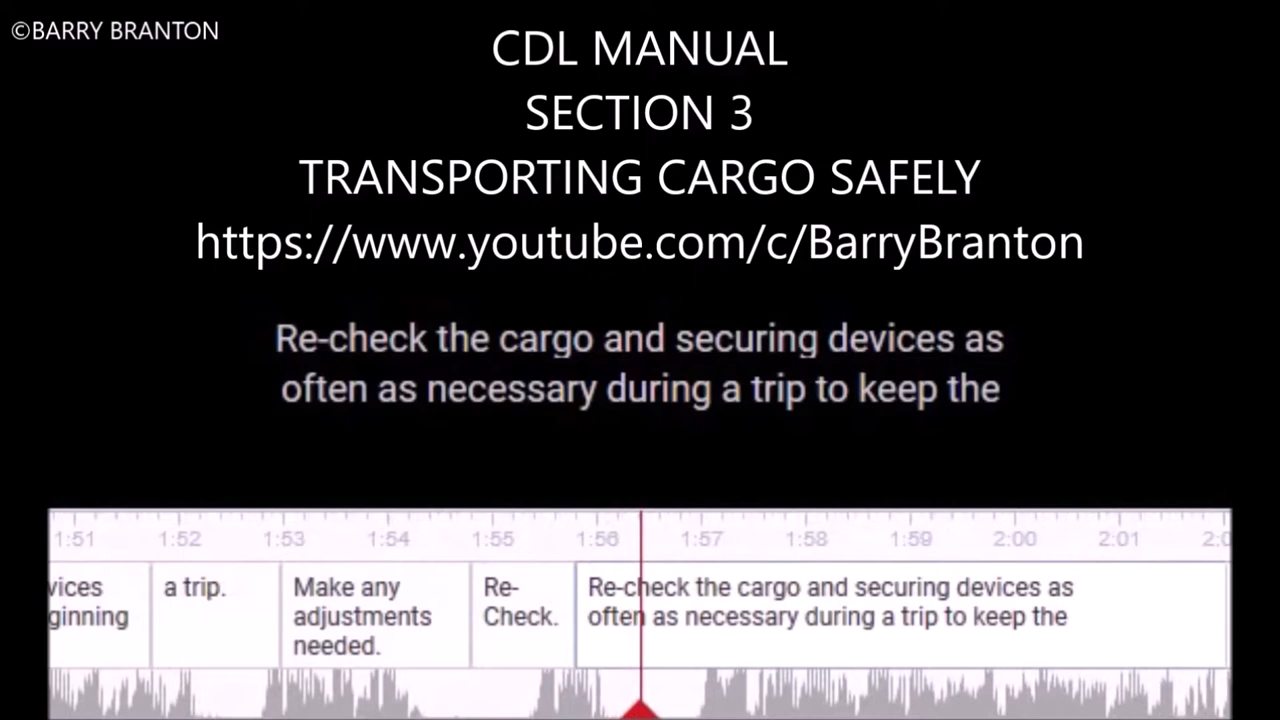 ©BARRY BRANTON
CDL MANUAL
SECTION 3
TRANSPORTING CARGO SAFELY
https://www.youtube.com/c/BarryBranton
Re-check the cargo and securing devices as
often as necessary during a trip to keep the
1:51 1:52 1:53 1:54 1:55 1:56 1:57 1:58 1:59 2:00 2:01
vices
ginning
a trip.
Make any
adjustments
needed.
Re-
Check.
Re-check the cargo and securing devices as
often as necessary during a trip to keep the